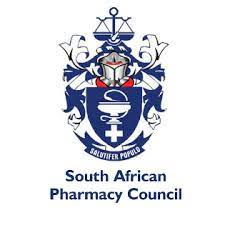 SALUTIFER POPULO
South African
Pharmacy Council